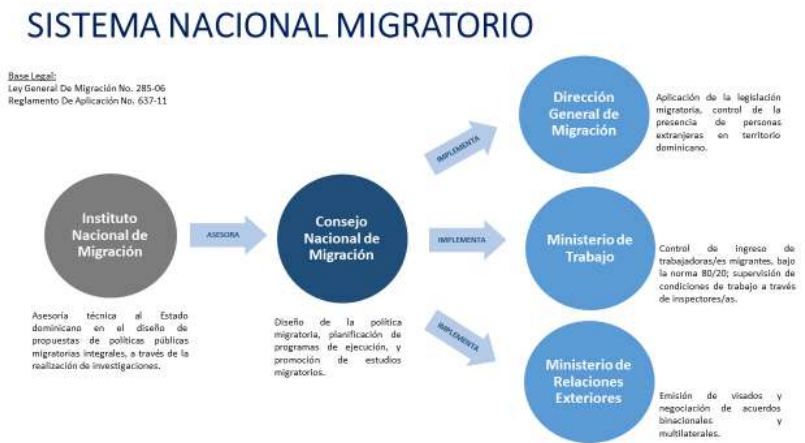 SISTEMA NACIONAL MIGRATORIO
Base Legal:
Ley General De Migración No. 285-06
Reglamento De Aplicación No. 637-11
Instituto
Nacional de
Migración
Asesoría técnica al Estado
dominicano en el diseño de
propuestas de políticas públicas
migratorias integrales, a través de la
realización de investigaciones.
ASESORA
Consejo
Nacional de
Migración
Diseño de la política
migratoria, planificación de
programas de ejecución, y
promoción de estudios
migratorios.
IMPLEMENTA
Dirección
General de
Migración
Aplicación de la legislación
migratoria, control de la
presencia de personas
extranjeras en territorio
dominicano.
IMPLEMENTA
Ministerio de
Trabajo
Control de ingreso de
trabajadoras/es migrantes, bajo
la norma 80/20; supervisión de
condiciones de trabajo a través
de inspectores/as.
IMPLEMENTA
Ministerio de
Relaciones
Exteriores
Emisión de visados y
negociación de acuerdos
binacionales y
multilaterales.